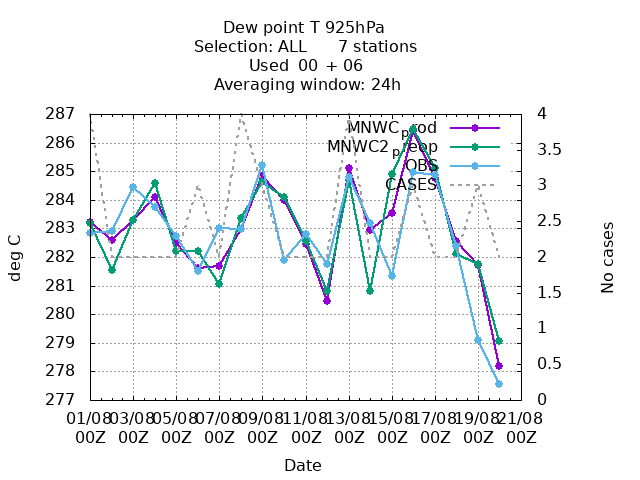 Dew point T 925hPa
Selection: ALL 7 stations
Used 00 + 06
Averaging window: 24h
MNWC_prod
MNWC2_preop
OBS
CASES
deg C
287
286
285
284
283
282
281
280
279
278
277
No cases
4
3.5
3
2.5
2
1.5
1
0.5
0
01/08 03/08 05/08 07/08 09/08 11/08 13/08 15/08 17/08 19/08 21/08
00Z 00Z 00Z 00Z 00Z 00Z 00Z 00Z 00Z 00Z 00Z
Date